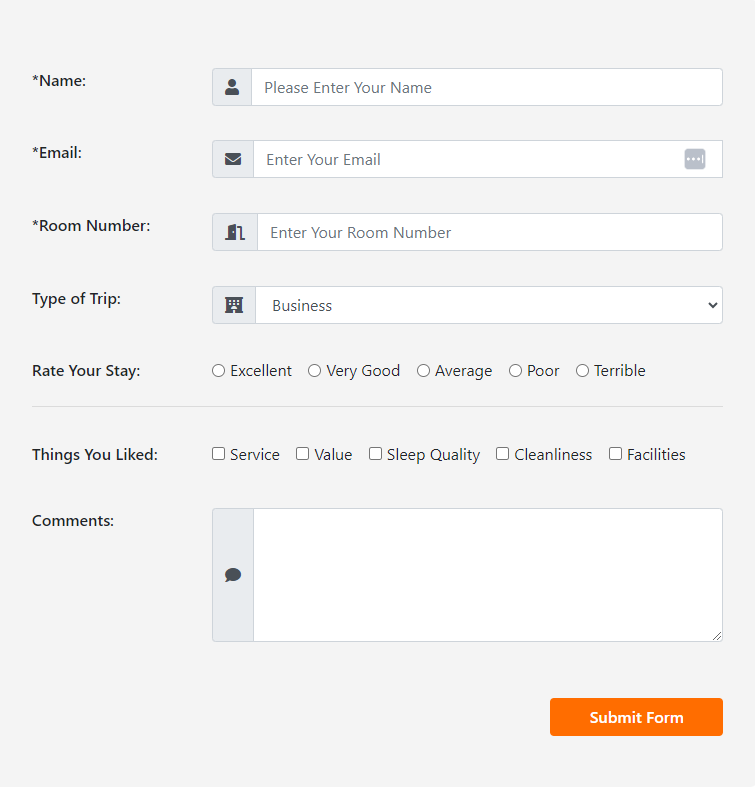 *Name: Please Enter Your Name
*Email: Enter Your Email
*Room Number: Enter Your Room Number
Type of Trip: Business
Rate Your Stay: Excellent Very Good Average Poor Terrible
Things You Liked: Service Value Sleep Quality Cleanliness Facilities
Comments:
Submit Form